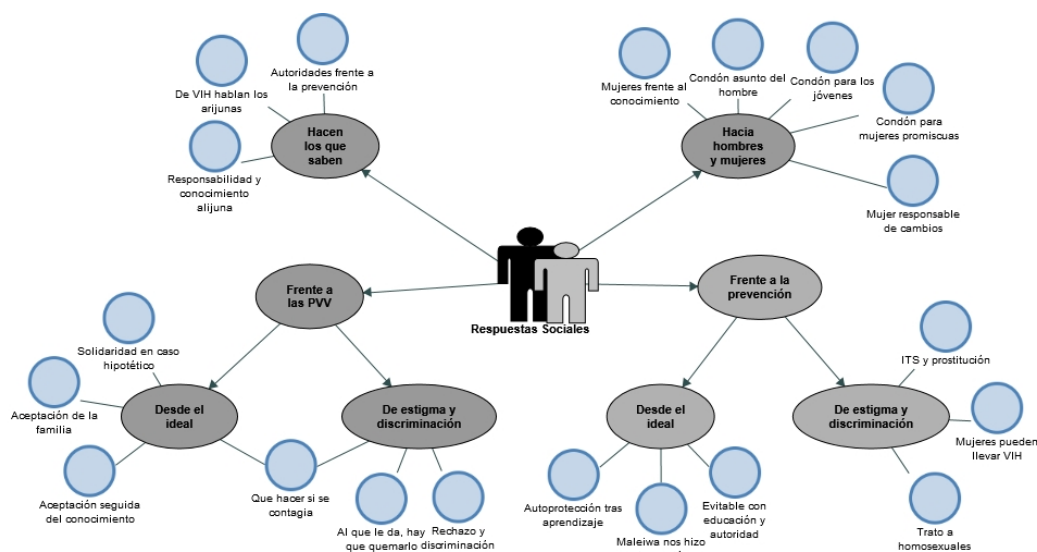 Autoridades frente a
la prevención
De VIH hablan los
arijunas
Hacen
los que
saben
Responsabilidad y
conocimiento
alijuna
Mujeres frente al
conocimiento
Condón asunto del
hombre
Condón para los
jóvenes
Condón para
mujeres promiscuas
Hacia
hombres
y mujeres
Mujer responsable
de cambios
Respuestas Sociales
Frente a
las PVV
Solidaridad en caso
hipotético
Aceptación de la
familia
Desde el
ideal
Aceptación seguida
del conocimiento
De estigma y
discriminación
Que hacer si se
contagia
Al que le da, hay
que quemarlo
Rechazo y
discriminación
Frente a la
prevención
Desde el
ideal
Autoprotección tras
aprendizaje
Maleiwa nos hizo
Evitable con
educación y
autoridad
De estigma y
discriminación
ITS y prostitución
Mujeres pueden
llevar VIH
Trato a
homosexuales